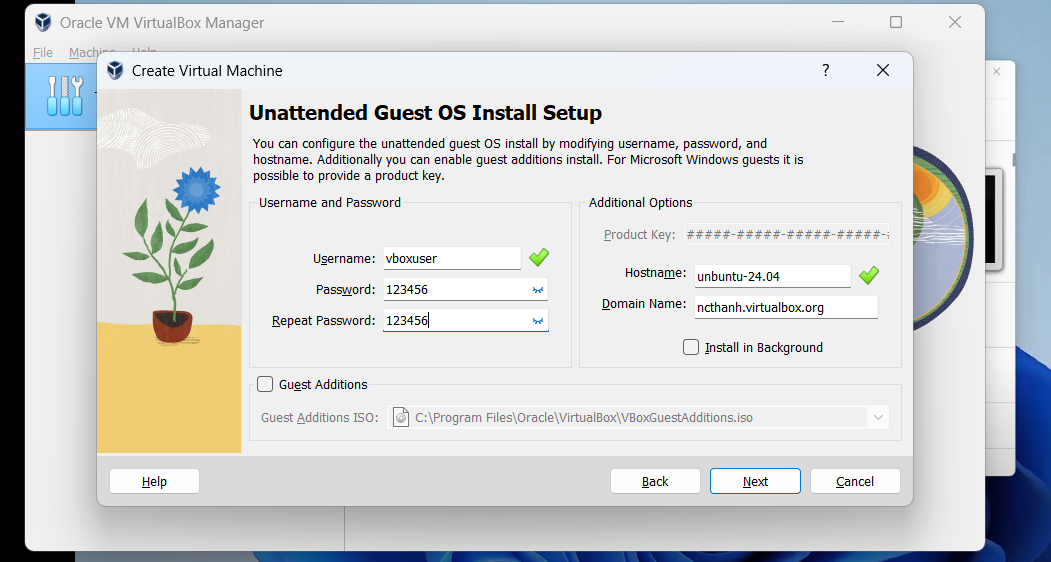 Oracle VM VirtualBox Manager
File Machine Help
Create Virtual Machine
?
Unattended Guest OS Install Setup
You can configure the unattended guest OS install by modifying username, password, and
hostname. Additionally you can enable guest additions install. For Microsoft Windows guests it is
possible to provide a product key.
Username and Password
Username: vboxuser
Password: 123456
Repeat Password: 123456
Additional Options
Product Key: #####-#####-#####-#####-#
Hostname: unbuntu-24.04
Domain Name: ncthanh.virtualbox.org
Install in Background
Guest Additions
Guest Additions ISO: C:\Program Files\Oracle\VirtualBox\VBoxGuestAdditions.iso
Help Back Next Cancel